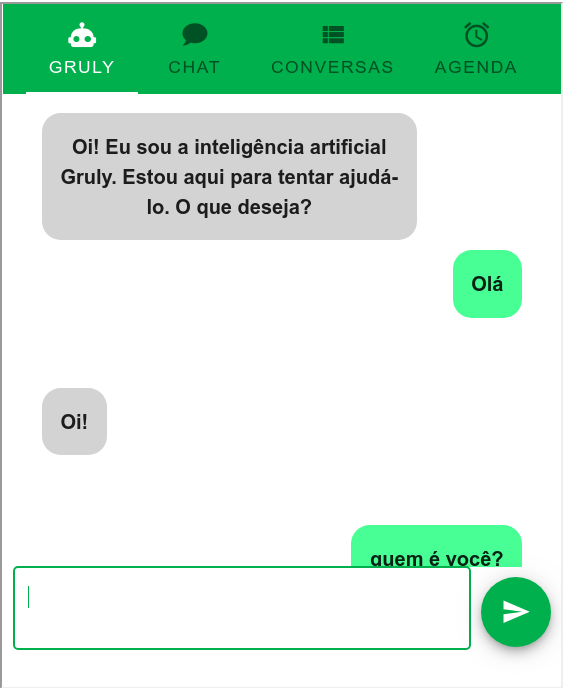 GRULY CHAT CONVERSAS AGENDA
Oi! Eu sou a inteligência artificial
Gruly. Estou aqui para tentar ajudá-
lo. O que deseja?
Olá
Oi!
quem é você?